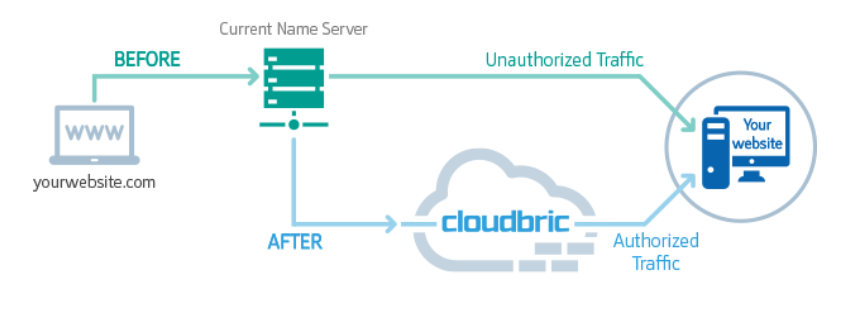 Current Name Server
BEFORE
Unauthorized Traffic
WWW
yourwebsite.com
Your
website
cloudbric
AFTER
Authorized
Traffic